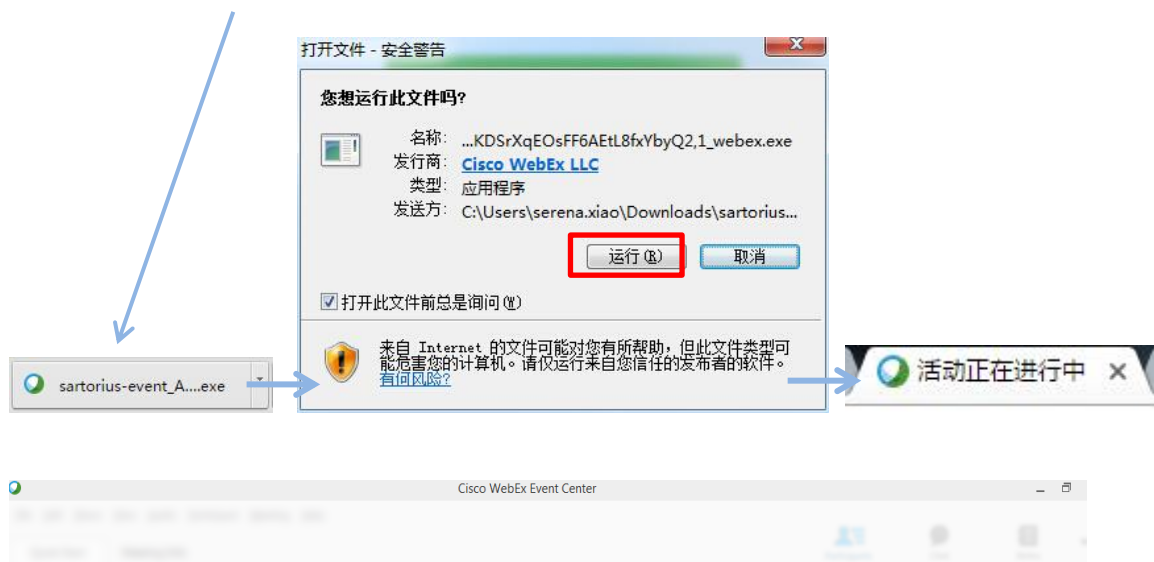 打开文件 - 安全警告
您想运行此文件吗?
名称: ...KDSrXqEOsFF6AEtL8fxYbyQ2,1_webex.exe
发行商: Cisco WebEx LLC
类型: 应用程序
发送方: C:\Users\serena.xiao\Downloads\sartorius...
运行(R) 取消
打开此文件前总是询问(W)
来自 Internet 的文件可能对您有所帮助，但此文件类型可
能危害您的计算机。请仅运行来自您信任的发布者的软件。
有何风险?
sartorius-event_A....exe
活动正在进行中
Cisco WebEx Event Center